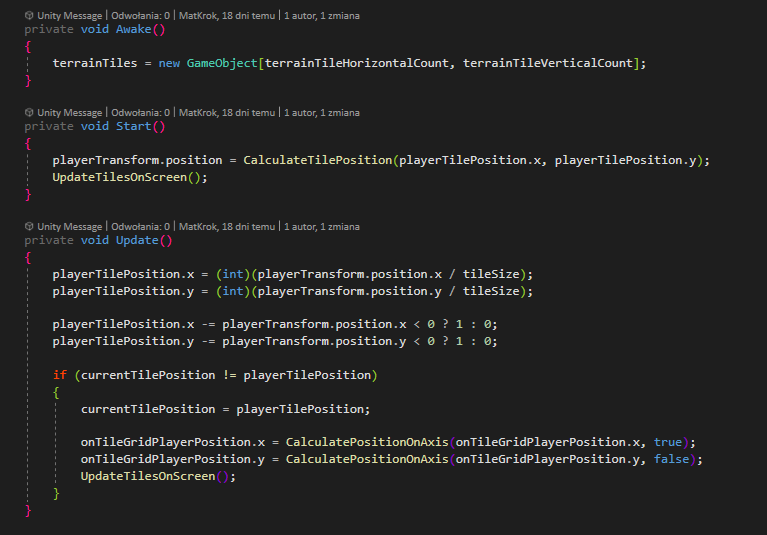 Unity Message | Odwołania: 0 | MatKrok, 18 dni temu | 1 autor, 1 zmiana
private void Awake()
{
terrainTiles = new GameObject[terrainTileHorizontalCount, terrainTileVerticalCount];
}
Unity Message | Odwołania: 0 | MatKrok, 18 dni temu | 1 autor, 1 zmiana
private void Start()
{
playerTransform.position = CalculateTilePosition(playerTilePosition.x, playerTilePosition.y);
UpdateTilesOnScreen();
}
Unity Message | Odwołania: 0 | MatKrok, 18 dni temu | 1 autor, 1 zmiana
private void Update()
{
playerTilePosition.x = (int)(playerTransform.position.x / tileSize);
playerTilePosition.y = (int)(playerTransform.position.y / tileSize);
playerTilePosition.x -= playerTransform.position.x < 0 ? 1 : 0;
playerTilePosition.y -= playerTransform.position.y < 0 ? 1 : 0;
if (currentTilePosition != playerTilePosition)
{
currentTilePosition = playerTilePosition;
onTileGridPlayerPosition.x = CalculatePositionOnAxis(onTileGridPlayerPosition.x, true);
onTileGridPlayerPosition.y = CalculatePositionOnAxis(onTileGridPlayerPosition.y, false);
UpdateTilesOnScreen();
}
}